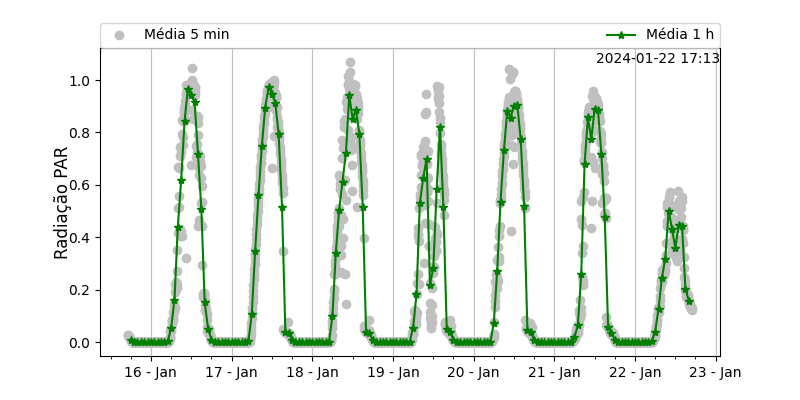 Média 5 min
Média 1 h
2024-01-22 17:13
Radiação PAR
1.0
0.8
0.6
0.4
0.2
0.0
16 - Jan
17 - Jan
18 - Jan
19 - Jan
20 - Jan
21 - Jan
22 - Jan
23 - Jan